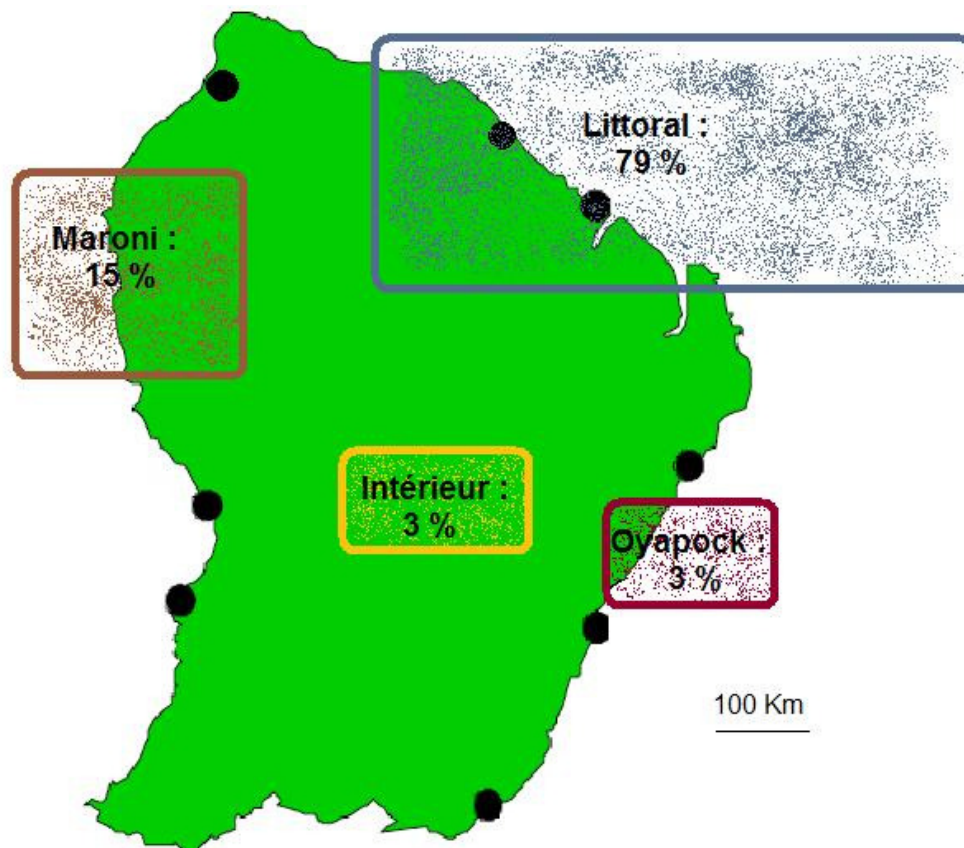 Littoral :
79 %
Maroni :
15 %
Intérieur :
3 %
Oyapock :
3 %
100 Km